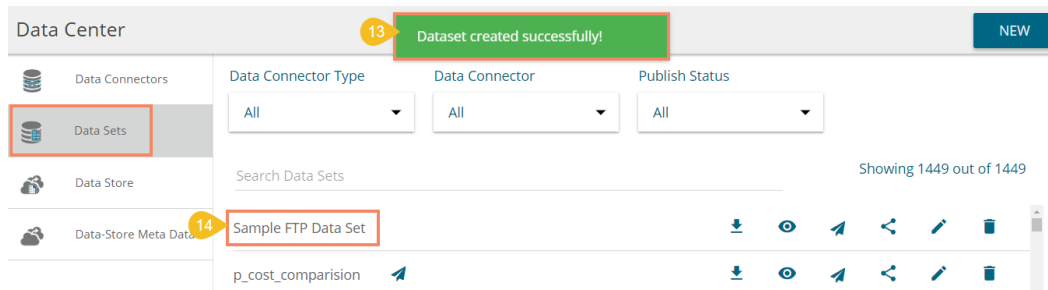 Data Center
13
Dataset created successfully!
NEW
Data Connectors
Data Sets
Data Store
Data-Store Meta Data
Data Connector Type
Data Connector
Publish Status
All
All
All
Search Data Sets
Showing 1449 out of 1449
14
Sample FTP Data Set
p_cost_comparision